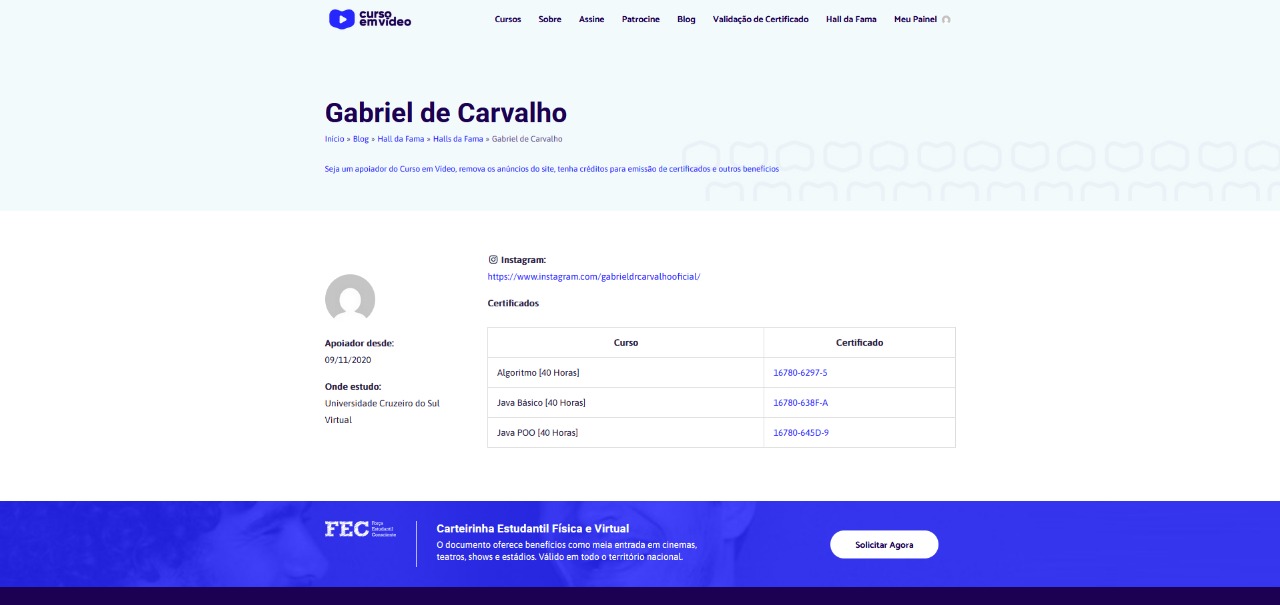 curso
emvídeo
Cursos Sobre Assine Patrocine Blog Validação de Certificado Hall da Fama Meu Painel
Gabriel de Carvalho
Início » Blog » Hall da Fama » Halls da Fama » Gabriel de Carvalho
Seja um apoiador do Curso em Vídeo, remova os anúncios do site, tenha créditos para emissão de certificados e outros benefícios
Apoiador desde:
09/11/2020
Onde estudo:
Universidade Cruzeiro do Sul
Virtual
Instagram:
https://www.instagram.com/gabrieldrcarvalhooficial/
Certificados
Curso Certificado
Algoritmo [40 Horas] 16780-6297-5
Java Básico [40 Horas] 16780-638F-A
Java POO [40 Horas] 16780-645D-9
FEC
Força
Estudantil
Consciente
Carteirinha Estudantil Física e Virtual
O documento oferece benefícios como meia entrada em cinemas,
teatros, shows e estádios. Válido em todo o território nacional.
Solicitar Agora